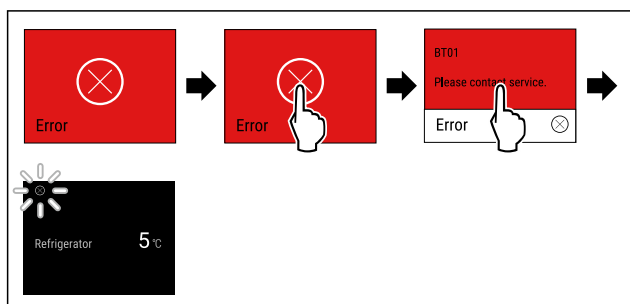 Error
Error
BT01
Please contact service.
Error
Refrigerator 5 °C